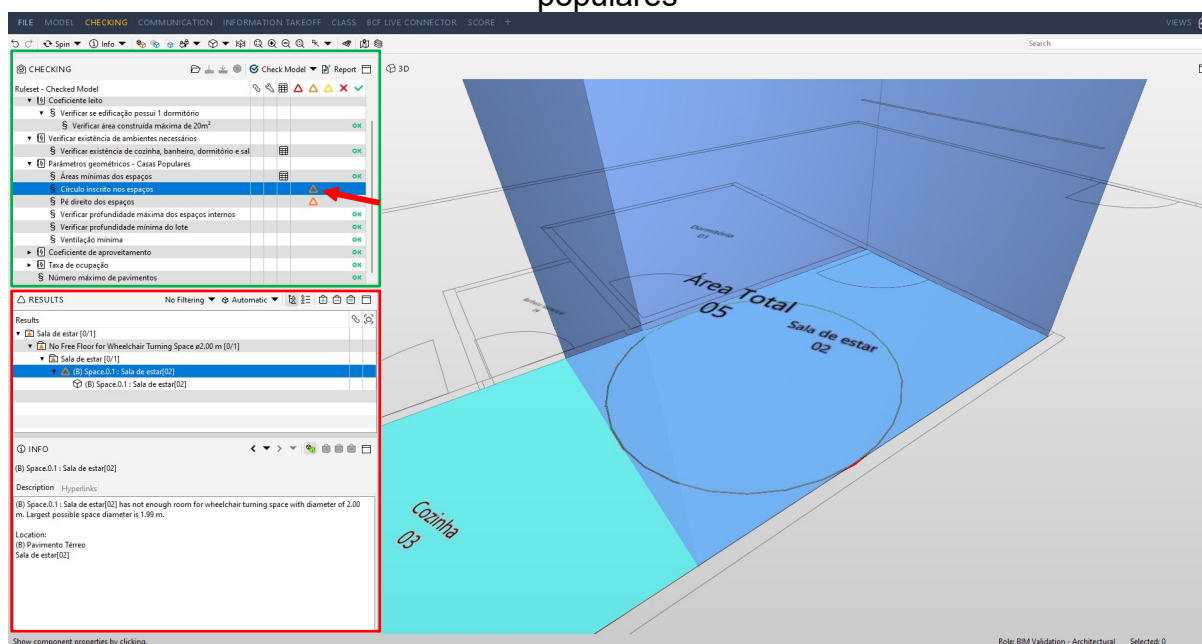 populares
FILE MODEL CHECKING COMMUNICATION INFORMATION TAKEOFF CLASS BCF LIVE CONNECTOR SCORE + VIEWS
Spin ▼ Info ▼ Search
CHECKING Check Model ▼ Report
3D
Ruleset - Checked Model
Coeficiente leito
§ Verificar se edificação possui 1 dormitório
§ Verificar área construída máxima de 20m² OK
Verificar existência de ambientes necessários
§ Verificar existência de cozinha, banheiro, dormitório e sal OK
Parâmetros geométricos - Casas Populares
§ Áreas mínimas dos espaços OK
§ Círculo inscrito nos espaços
§ Pé direito dos espaços
§ Verificar profundidade máxima dos espaços internos OK
§ Verificar profundidade mínima do lote OK
§ Ventilação mínima OK
Coeficiente de aproveitamento OK
Taxa de ocupação OK
§ Número máximo de pavimentos OK
RESULTS No Filtering ▼ Automatic ▼
Results
Sala de estar [0/1]
No Free Floor for Wheelchair Turning Space ø2.00 m [0/1]
Sala de estar [0/1]
(B) Space.0.1 : Sala de estar[02]
(B) Space.0.1 : Sala de estar[02]
INFO
(B) Space.0.1 : Sala de estar[02]
Description Hyperlinks
(B) Space.0.1 : Sala de estar[02] has not enough room for wheelchair turning space with diameter of 2.00
m. Largest possible space diameter is 1.99 m.
Location:
(B) Pavimento Térreo
Sala de estar[02]
Dormitório
01
Área Total
05
Sala de estar
02
Cozinha
03
Show component properties by clicking. Role: BIM Validation - Architectural Selected: 0